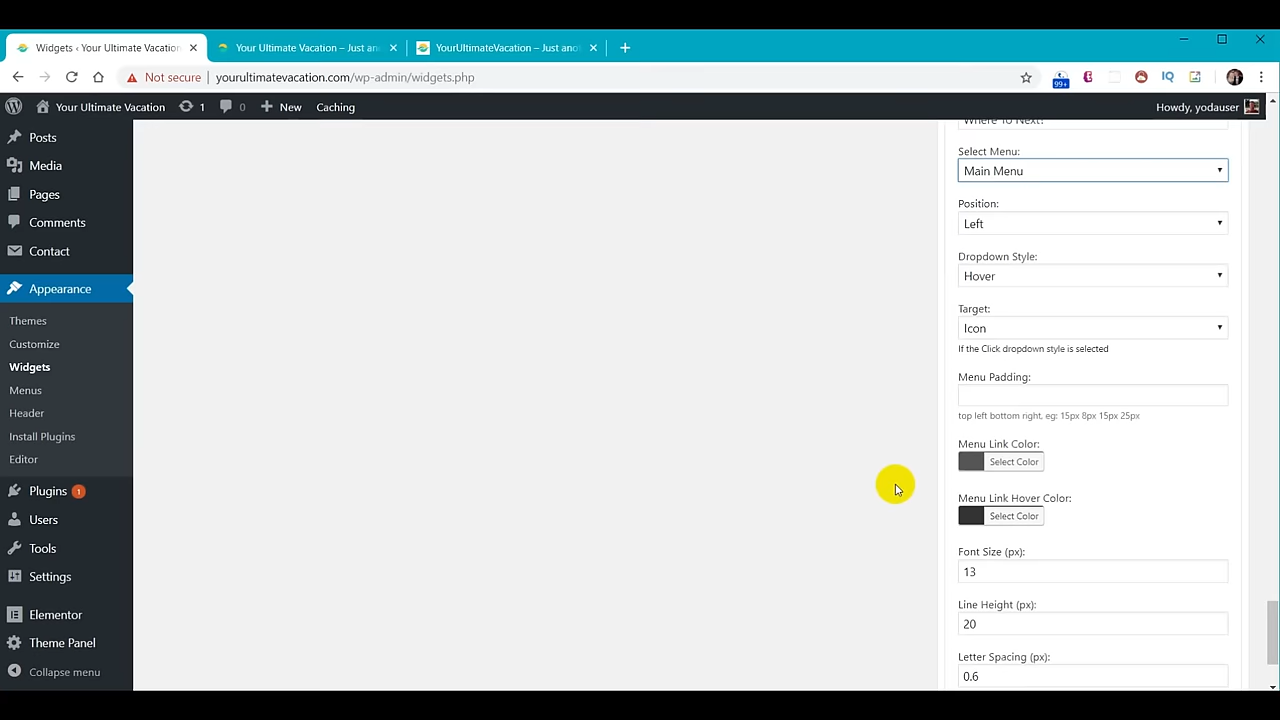 Widgets ‹ Your Ultimate Vacation
Your Ultimate Vacation – Just an
YourUltimateVacation – Just anot
Not secure
yourultimatevacation.com/wp-admin/widgets.php
99+
IQ
Your Ultimate Vacation
1
0
New
Caching
Howdy, yodauser
Posts
Media
Pages
Comments
Contact
Appearance
Themes
Customize
Widgets
Menus
Header
Install Plugins
Editor
Plugins 1
Users
Tools
Settings
Elementor
Theme Panel
Collapse menu
Where To Next?
Select Menu:
Main Menu
Position:
Left
Dropdown Style:
Hover
Target:
Icon
If the Click dropdown style is selected
Menu Padding:
top left bottom right, eg: 15px 8px 15px 25px
Menu Link Color:
Select Color
Menu Link Hover Color:
Select Color
Font Size (px):
13
Line Height (px):
20
Letter Spacing (px):
0.6